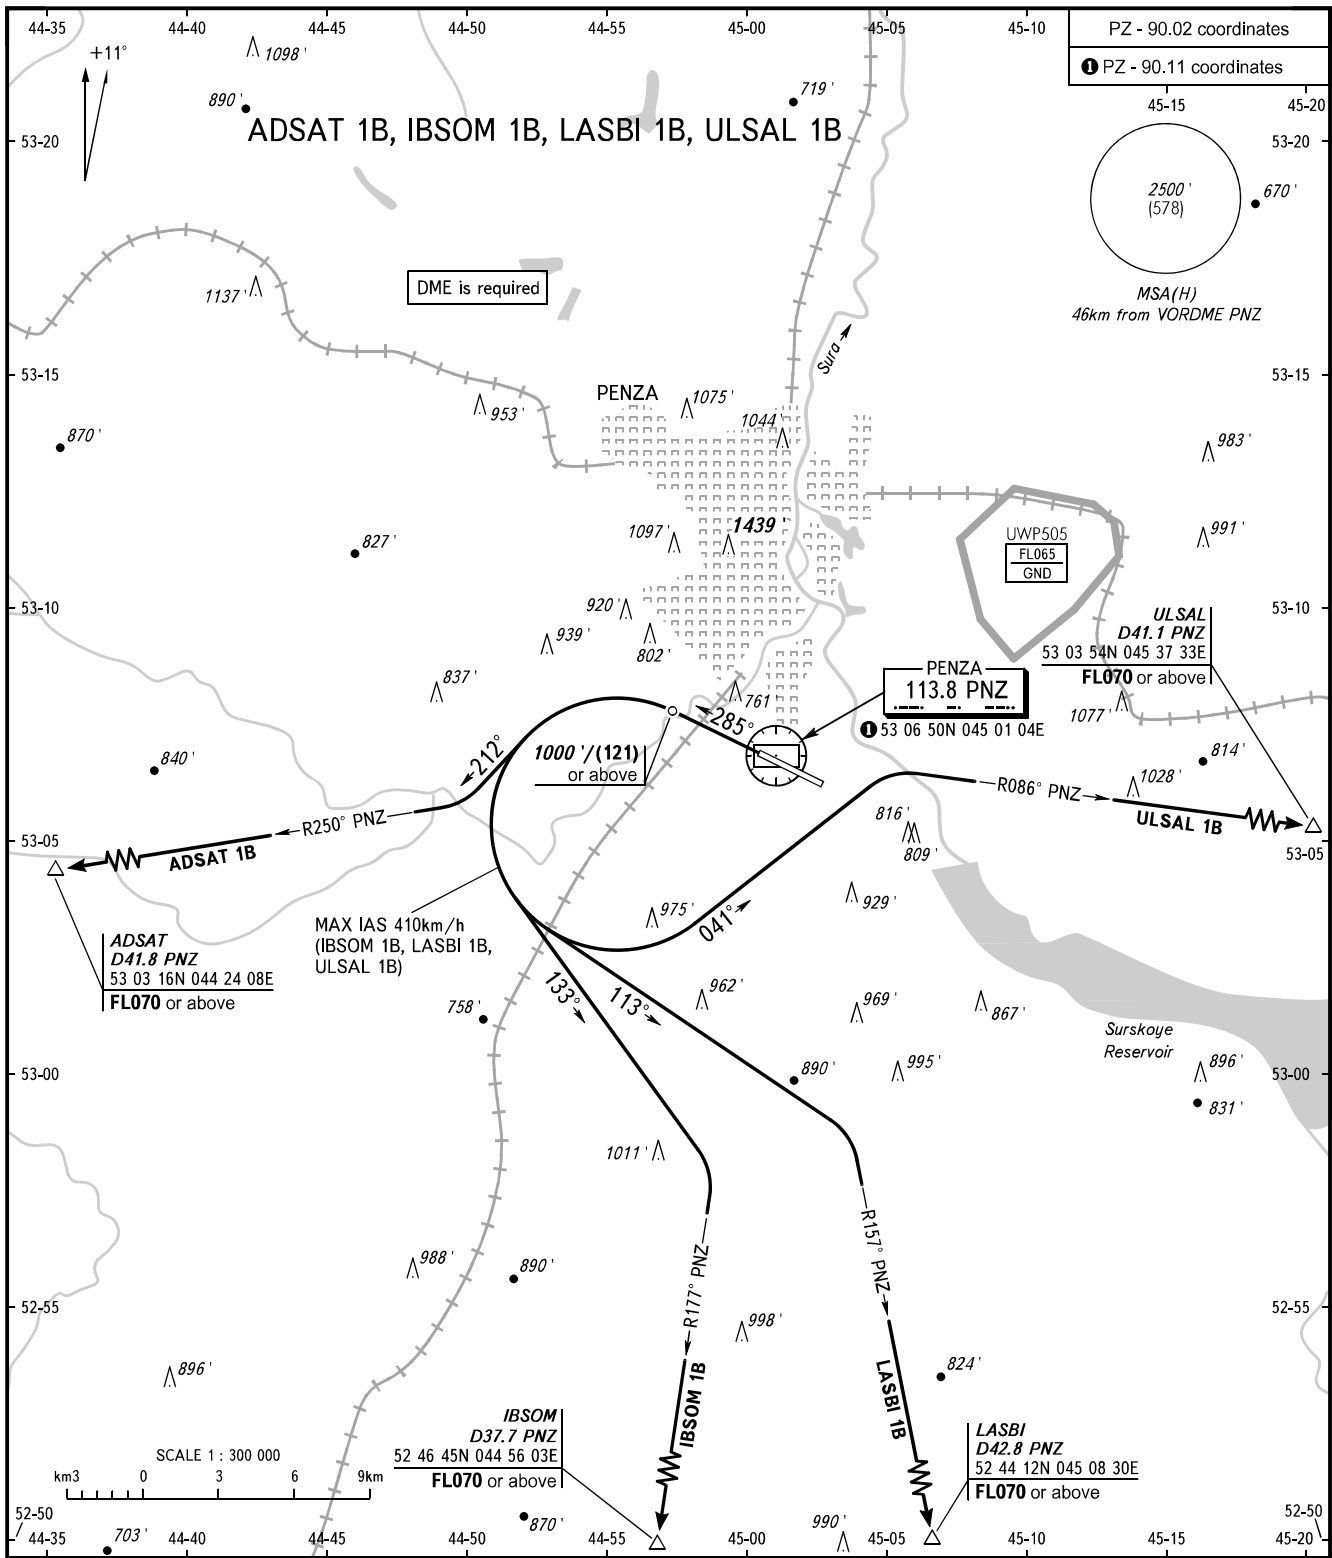 44-35
44-40
44-45
44-50
44-55
45-00
45-05
45-10
PZ - 90.02 coordinates
❶ PZ - 90.11 coordinates
45-15
45-20
+11°
1098'
890'
719'
ADSAT 1B, IBSOM 1B, LASBI 1B, ULSAL 1B
53-20
53-20
2500'
(578)
670'
MSA(H)
46km from VORDME PNZ
DME is required
1137'
Sura
53-15
53-15
PENZA
953'
1075'
1044'
870'
983'
1097'
1439'
827'
UWP505
FL065
GND
991'
53-10
53-10
920'
939'
802'
837'
761'
ULSAL
D41.1 PNZ
53 03 54N 045 37 33E
FL070 or above
PENZA
113.8 PNZ
❶ 53 06 50N 045 01 04E
1077'
285°
840'
212°
1000'/(121)
or above
814'
1028'
R086° PNZ
ULSAL 1B
R250° PNZ
ADSAT 1B
816'
809'
53-05
53-05
MAX IAS 410km/h
(IBSOM 1B, LASBI 1B,
ULSAL 1B)
975'
041°
929'
ADSAT
D41.8 PNZ
53 03 16N 044 24 08E
FL070 or above
133°
113°
758'
962'
969'
867'
Surskoye
Reservoir
995'
896'
831'
53-00
53-00
890'
1011'
R177° PNZ
R157° PNZ
988'
890'
52-55
52-55
998'
896'
824'
IBSOM 1B
LASBI 1B
IBSOM
D37.7 PNZ
52 46 45N 044 56 03E
FL070 or above
LASBI
D42.8 PNZ
52 44 12N 045 08 30E
FL070 or above
SCALE 1 : 300 000
km3 0 3 6 9km
52-50
52-50
703'
870'
990'
44-35
44-40
44-45
44-50
44-55
45-00
45-05
45-10
45-15
45-20